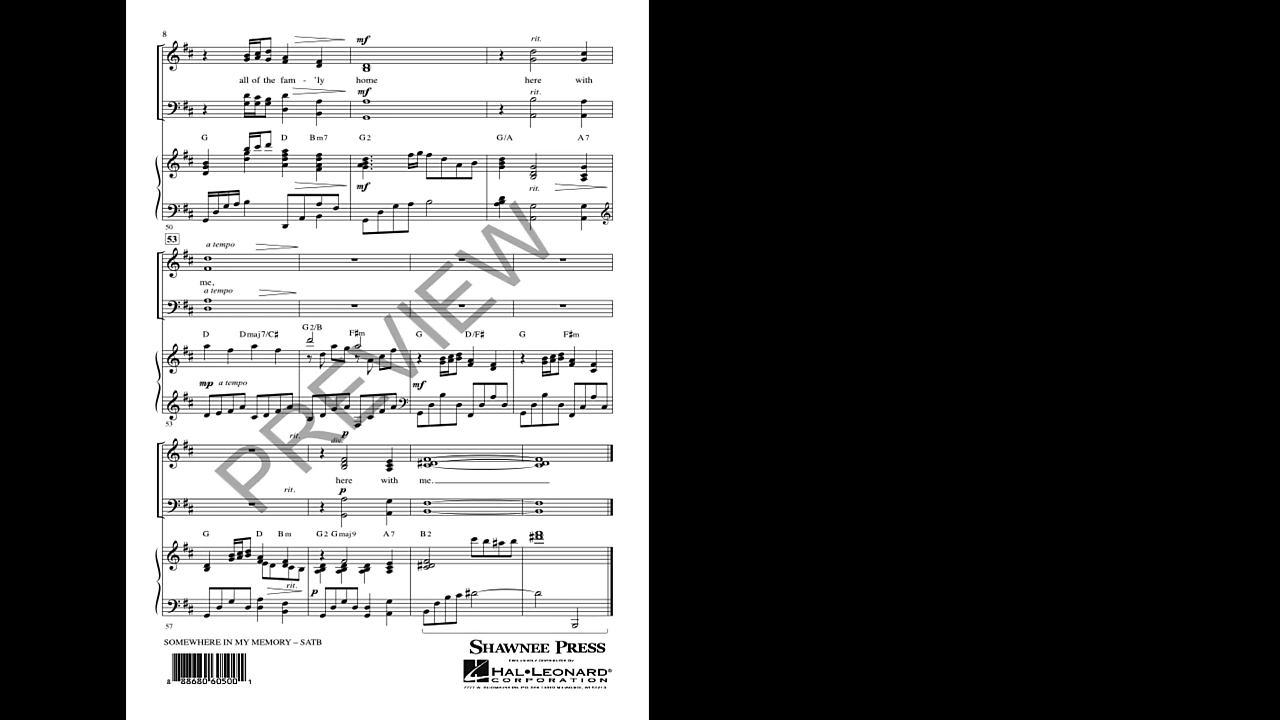 8
mf rit.
all of the fam - 'ly home here with
mf rit.
G D Bm7 G2 G/A A7
mf rit.
50
53
a tempo
me,
a tempo
D Dmaj7/C# G2/B F#m G D/F# G F#m
mp a tempo mf
53
PREVIEW
rit. div. p
here with me.
rit. p
G D Bm G2 Gmaj9 A7 B2
rit. p
57
SOMEWHERE IN MY MEMORY – SATB
SHAWNEE PRESS
HAL•LEONARD®
CORPORATION
8 88680 60500 1